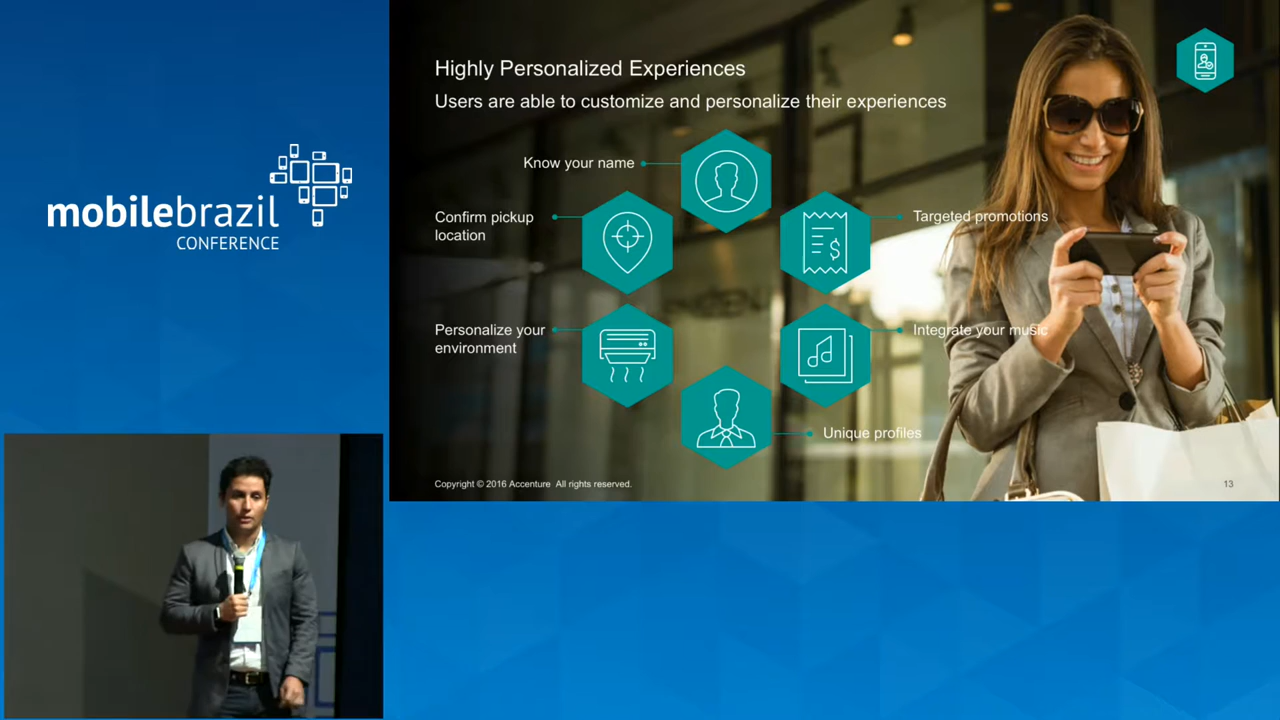 mobilebrazil
CONFERENCE
Highly Personalized Experiences
Users are able to customize and personalize their experiences
Know your name
Confirm pickup
location
Targeted promotions
$
Personalize your
environment
Integrate your music
Unique profiles
Copyright © 2016 Accenture All rights reserved.
13